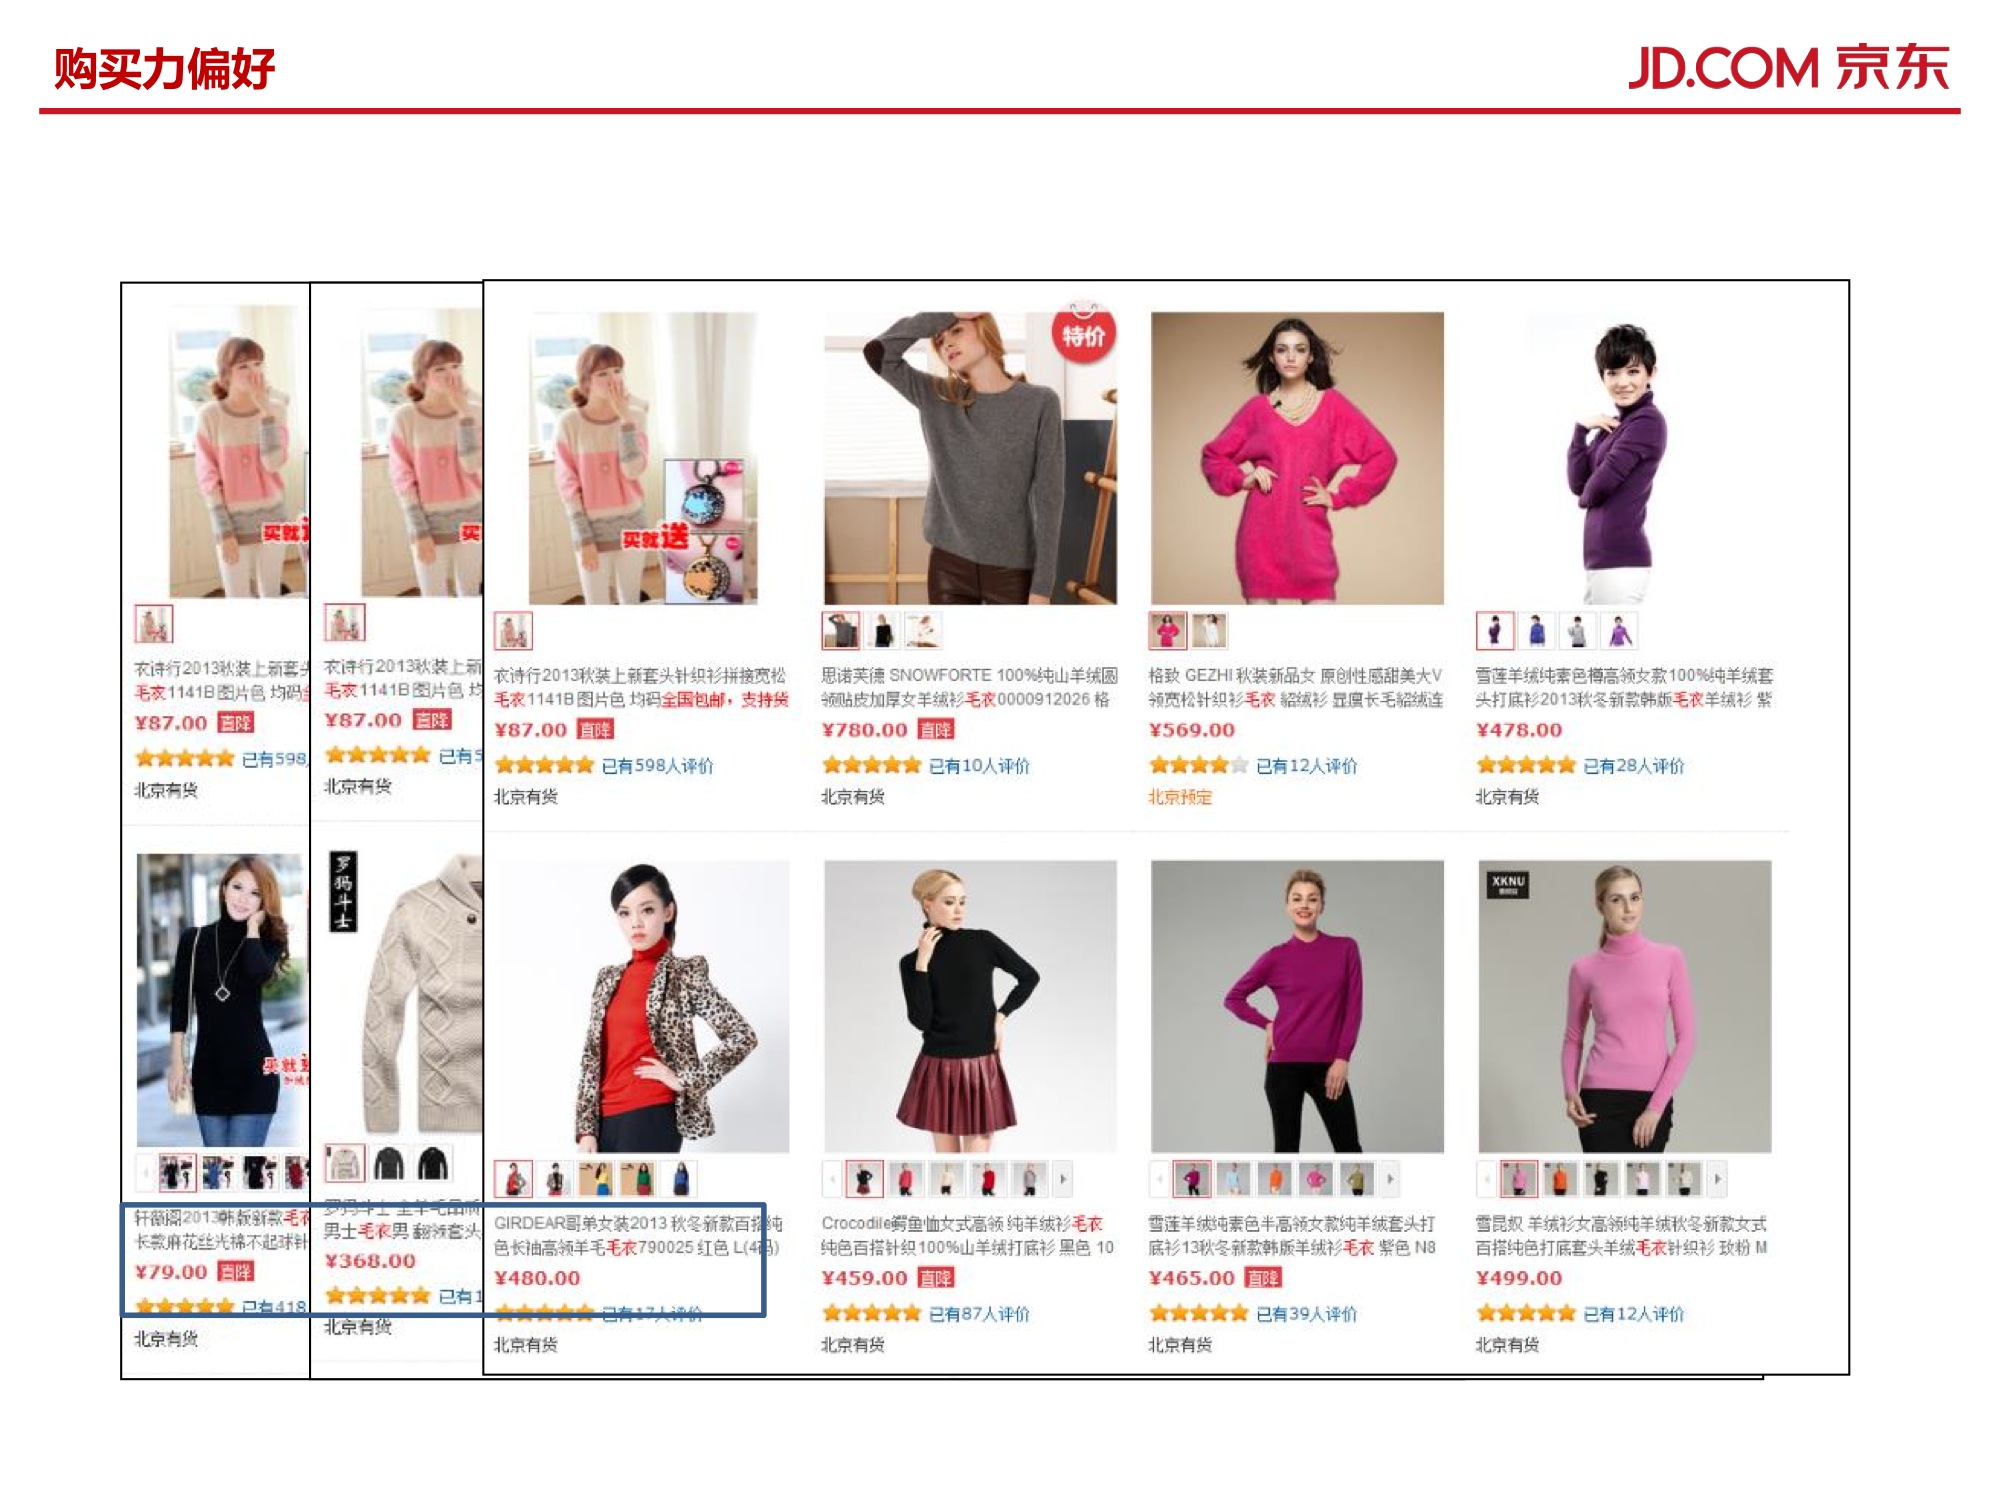 购买力偏好
JD.COM 京东
买就
衣诗行2013秋装上新套头
毛衣1141B图片色 均码
¥87.00 直降
已有598
北京有货
买
衣诗行2013秋装上新
毛衣1141B图片色 均
¥87.00 直降
已有5
北京有货
买就送
衣诗行2013秋装上新套头针织衫拼接宽松
毛衣1141B图片色 均码全国包邮，支持货
¥87.00 直降
已有598人评价
北京有货
特价
思诺芙德 SNOWFORTE 100%纯山羊绒圆
领贴皮加厚女羊绒衫毛衣0000912026 格
¥780.00 直降
已有10人评价
北京有货
格致 GEZHI 秋装新品女 原创性感甜美大V
领宽松针织衫毛衣 貂绒衫 显瘦长毛貂绒连
¥569.00
已有12人评价
北京预定
雪莲羊绒纯素色樽高领女款100%纯羊绒套
头打底衫2013秋冬新款韩版毛衣羊绒衫 紫
¥478.00
已有28人评价
北京有货
买就
轩薇阁2013韩版新款毛衣
长款麻花丝光棉不起球针
¥79.00 直降
已有418
北京有货
罗玛斗士
男士毛衣男 翻领套头
¥368.00
已有1
北京有货
GIRDEAR哥弟女装2013 秋冬新款百搭纯
色长袖高领羊毛毛衣790025 红色 L(4码)
¥480.00
已有17人评价
北京有货
Crocodile鳄鱼恤女式高领 纯羊绒衫毛衣
纯色百搭针织100%山羊绒打底衫 黑色 10
¥459.00 直降
已有87人评价
北京有货
雪莲羊绒纯素色半高领女款纯羊绒套头打
底衫13秋冬新款韩版羊绒衫毛衣 紫色 N8
¥465.00 直降
已有39人评价
北京有货
XKNU
雪昆奴 羊绒衫女高领纯羊绒秋冬新款女式
百搭纯色打底套头羊绒毛衣针织衫 玫粉 M
¥499.00
已有12人评价
北京有货